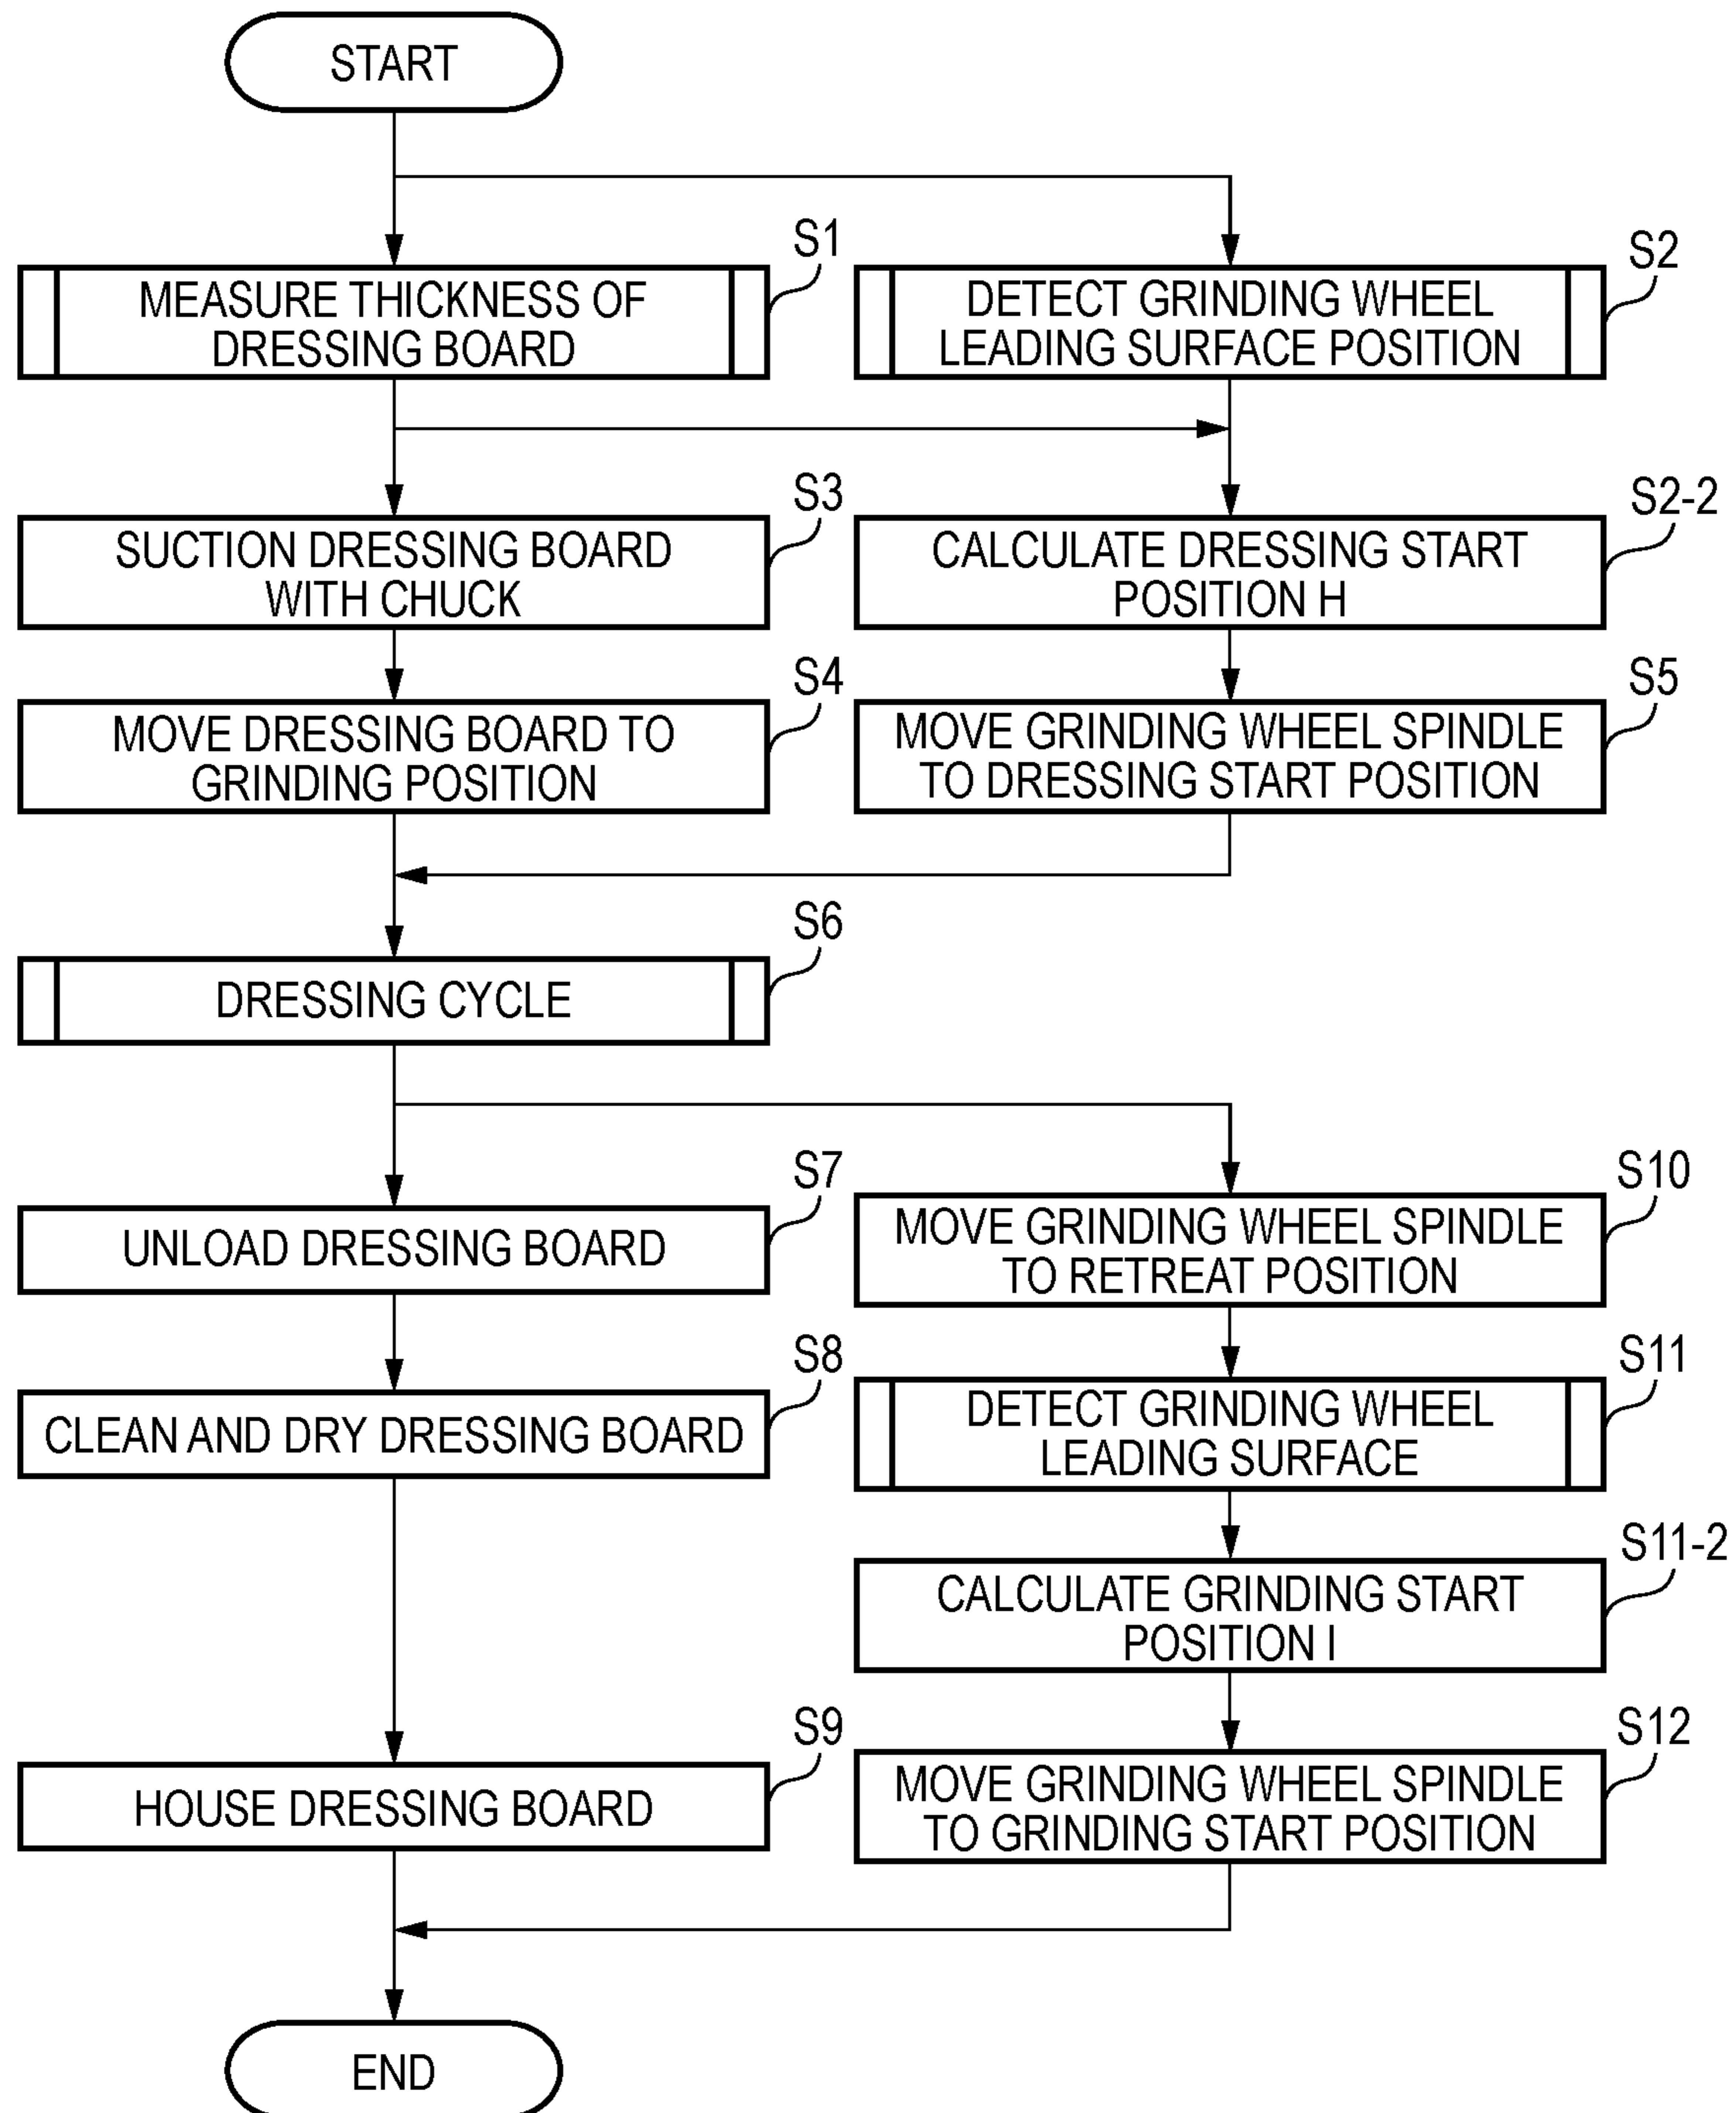 START
S1
MEASURE THICKNESS OF
DRESSING BOARD
S2
DETECT GRINDING WHEEL
LEADING SURFACE POSITION
S3
SUCTION DRESSING BOARD
WITH CHUCK
S2-2
CALCULATE DRESSING START
POSITION H
S4
MOVE DRESSING BOARD TO
GRINDING POSITION
S5
MOVE GRINDING WHEEL SPINDLE
TO DRESSING START POSITION
S6
DRESSING CYCLE
S7
UNLOAD DRESSING BOARD
S10
MOVE GRINDING WHEEL SPINDLE
TO RETREAT POSITION
S8
CLEAN AND DRY DRESSING BOARD
S11
DETECT GRINDING WHEEL
LEADING SURFACE
S11-2
CALCULATE GRINDING START
POSITION I
S9
HOUSE DRESSING BOARD
S12
MOVE GRINDING WHEEL SPINDLE
TO GRINDING START POSITION
END